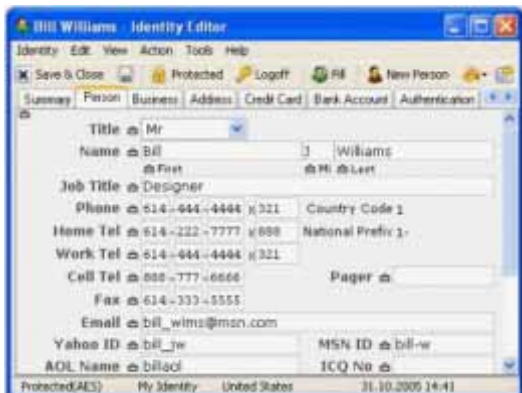 Bill Williams - Identity Editor
Identity Edit View Action Tools Help
Save & Close Protected Logoff Fill New Person
Summary Person Business Address Credit Card Bank Account Authentication
Title Mr
Name Bill J Williams
First MI Last
Job Title Designer
Phone 614-444-4444 x 321 Country Code 1
Home Tel 614-222-7777 x 888 National Prefix 1-
Work Tel 614-444-4444 x 321
Cell Tel 888-777-6666 Pager
Fax 614-333-5555
Email bill_wlms@msn.com
Yahoo ID bill_jw MSN ID bill-w
AOL Name billaol ICQ No
Protected(AES) My Identity United States 31.10.2005 14:41